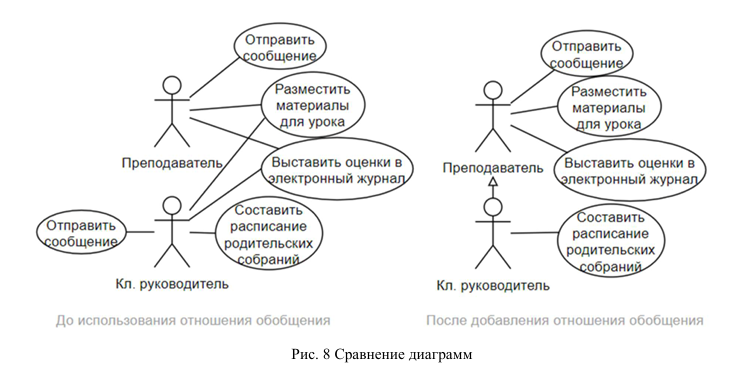 Отправить
сообщение
Разместить
материалы
для урока
Преподаватель
Выставить оценки в
электронный журнал
Отправить
сообщение
Составить
расписание
родительских
собраний
Кл. руководитель
До использования отношения обобщения
Отправить
сообщение
Разместить
материалы
для урока
Преподаватель
Выставить оценки в
электронный журнал
Составить
расписание
родительских
собраний
Кл. руководитель
После добавления отношения обобщения
Рис. 8 Сравнение диаграмм